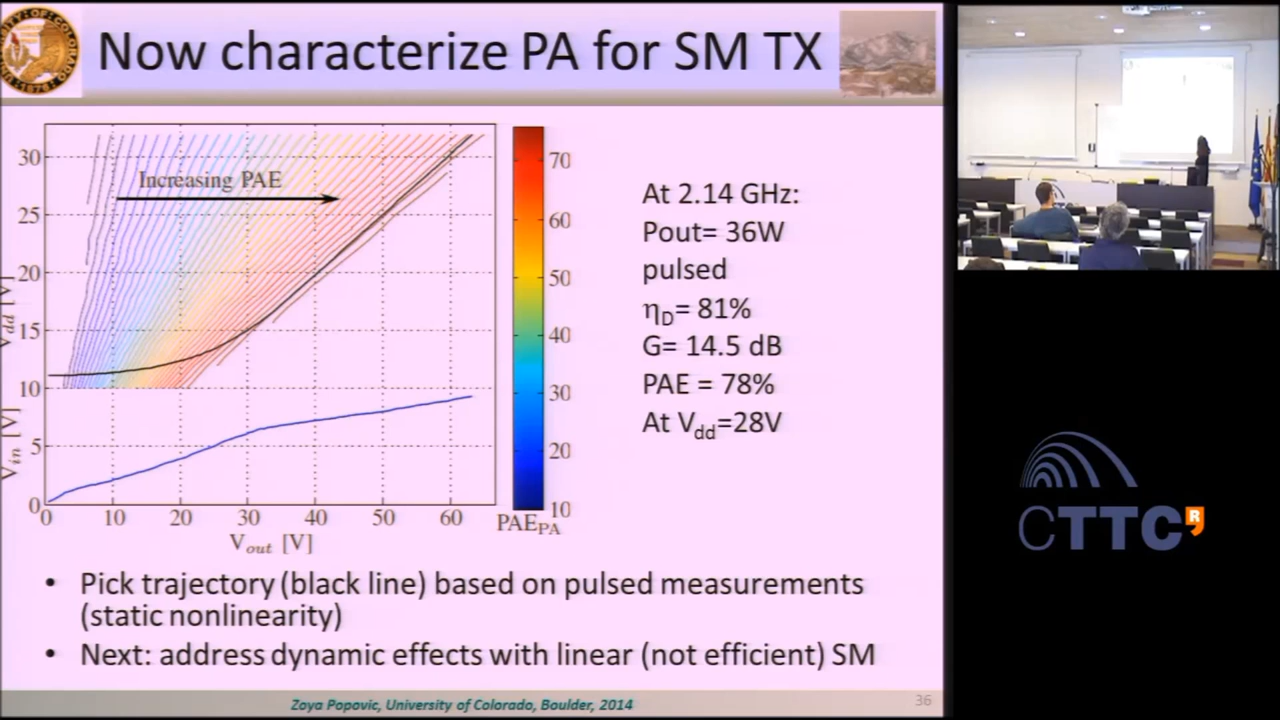 Now characterize PA for SM TX
Increasing PAE
30
25
20
15
10
5
0
V_dd [V]
V_in [V]
0 10 20 30 40 50 60
V_out [V]
70
60
50
40
30
20
10
PAE_PA
At 2.14 GHz:
Pout= 36W
pulsed
η_D= 81%
G= 14.5 dB
PAE = 78%
At V_dd=28V
• Pick trajectory (black line) based on pulsed measurements
(static nonlinearity)
• Next: address dynamic effects with linear (not efficient) SM
Zoya Popovic, University of Colorado, Boulder, 2014
36
CTTC R